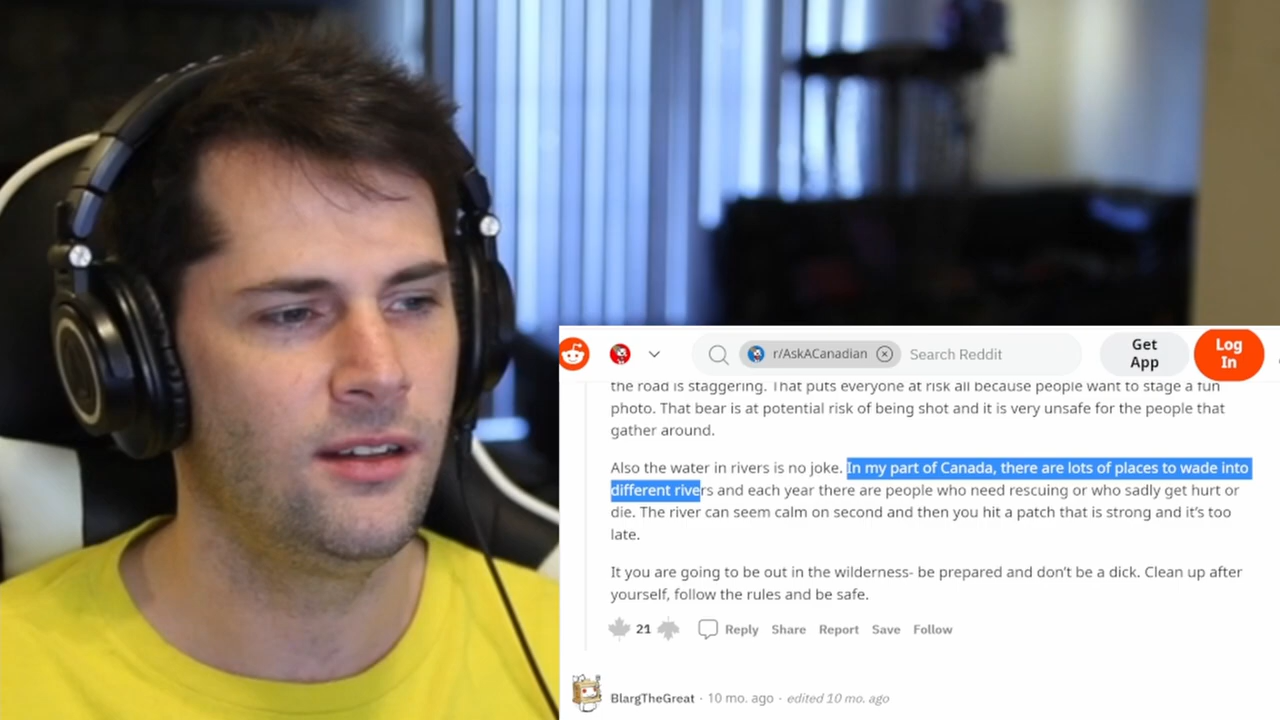 r/AskACanadian
Search Reddit
Get
App
Log
In
the road is staggering. That puts everyone at risk all because people want to stage a fun
photo. That bear is at potential risk of being shot and it is very unsafe for the people that
gather around.
Also the water in rivers is no joke. In my part of Canada, there are lots of places to wade into
different rivers and each year there are people who need rescuing or who sadly get hurt or
die. The river can seem calm on second and then you hit a patch that is strong and it's too
late.
It you are going to be out in the wilderness- be prepared and don't be a dick. Clean up after
yourself, follow the rules and be safe.
21
Reply Share Report Save Follow
BlargTheGreat · 10 mo. ago · edited 10 mo. ago